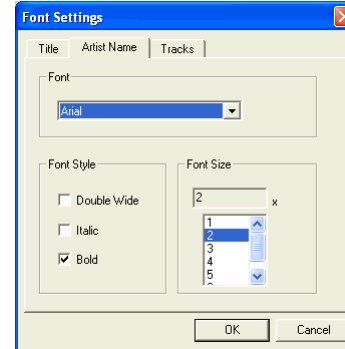 Font Settings
Title Artist Name Tracks
Font
Arial
Font Style
Double Wide
Italic
Bold
Font Size
2 x
1
2
3
4
5
OK Cancel